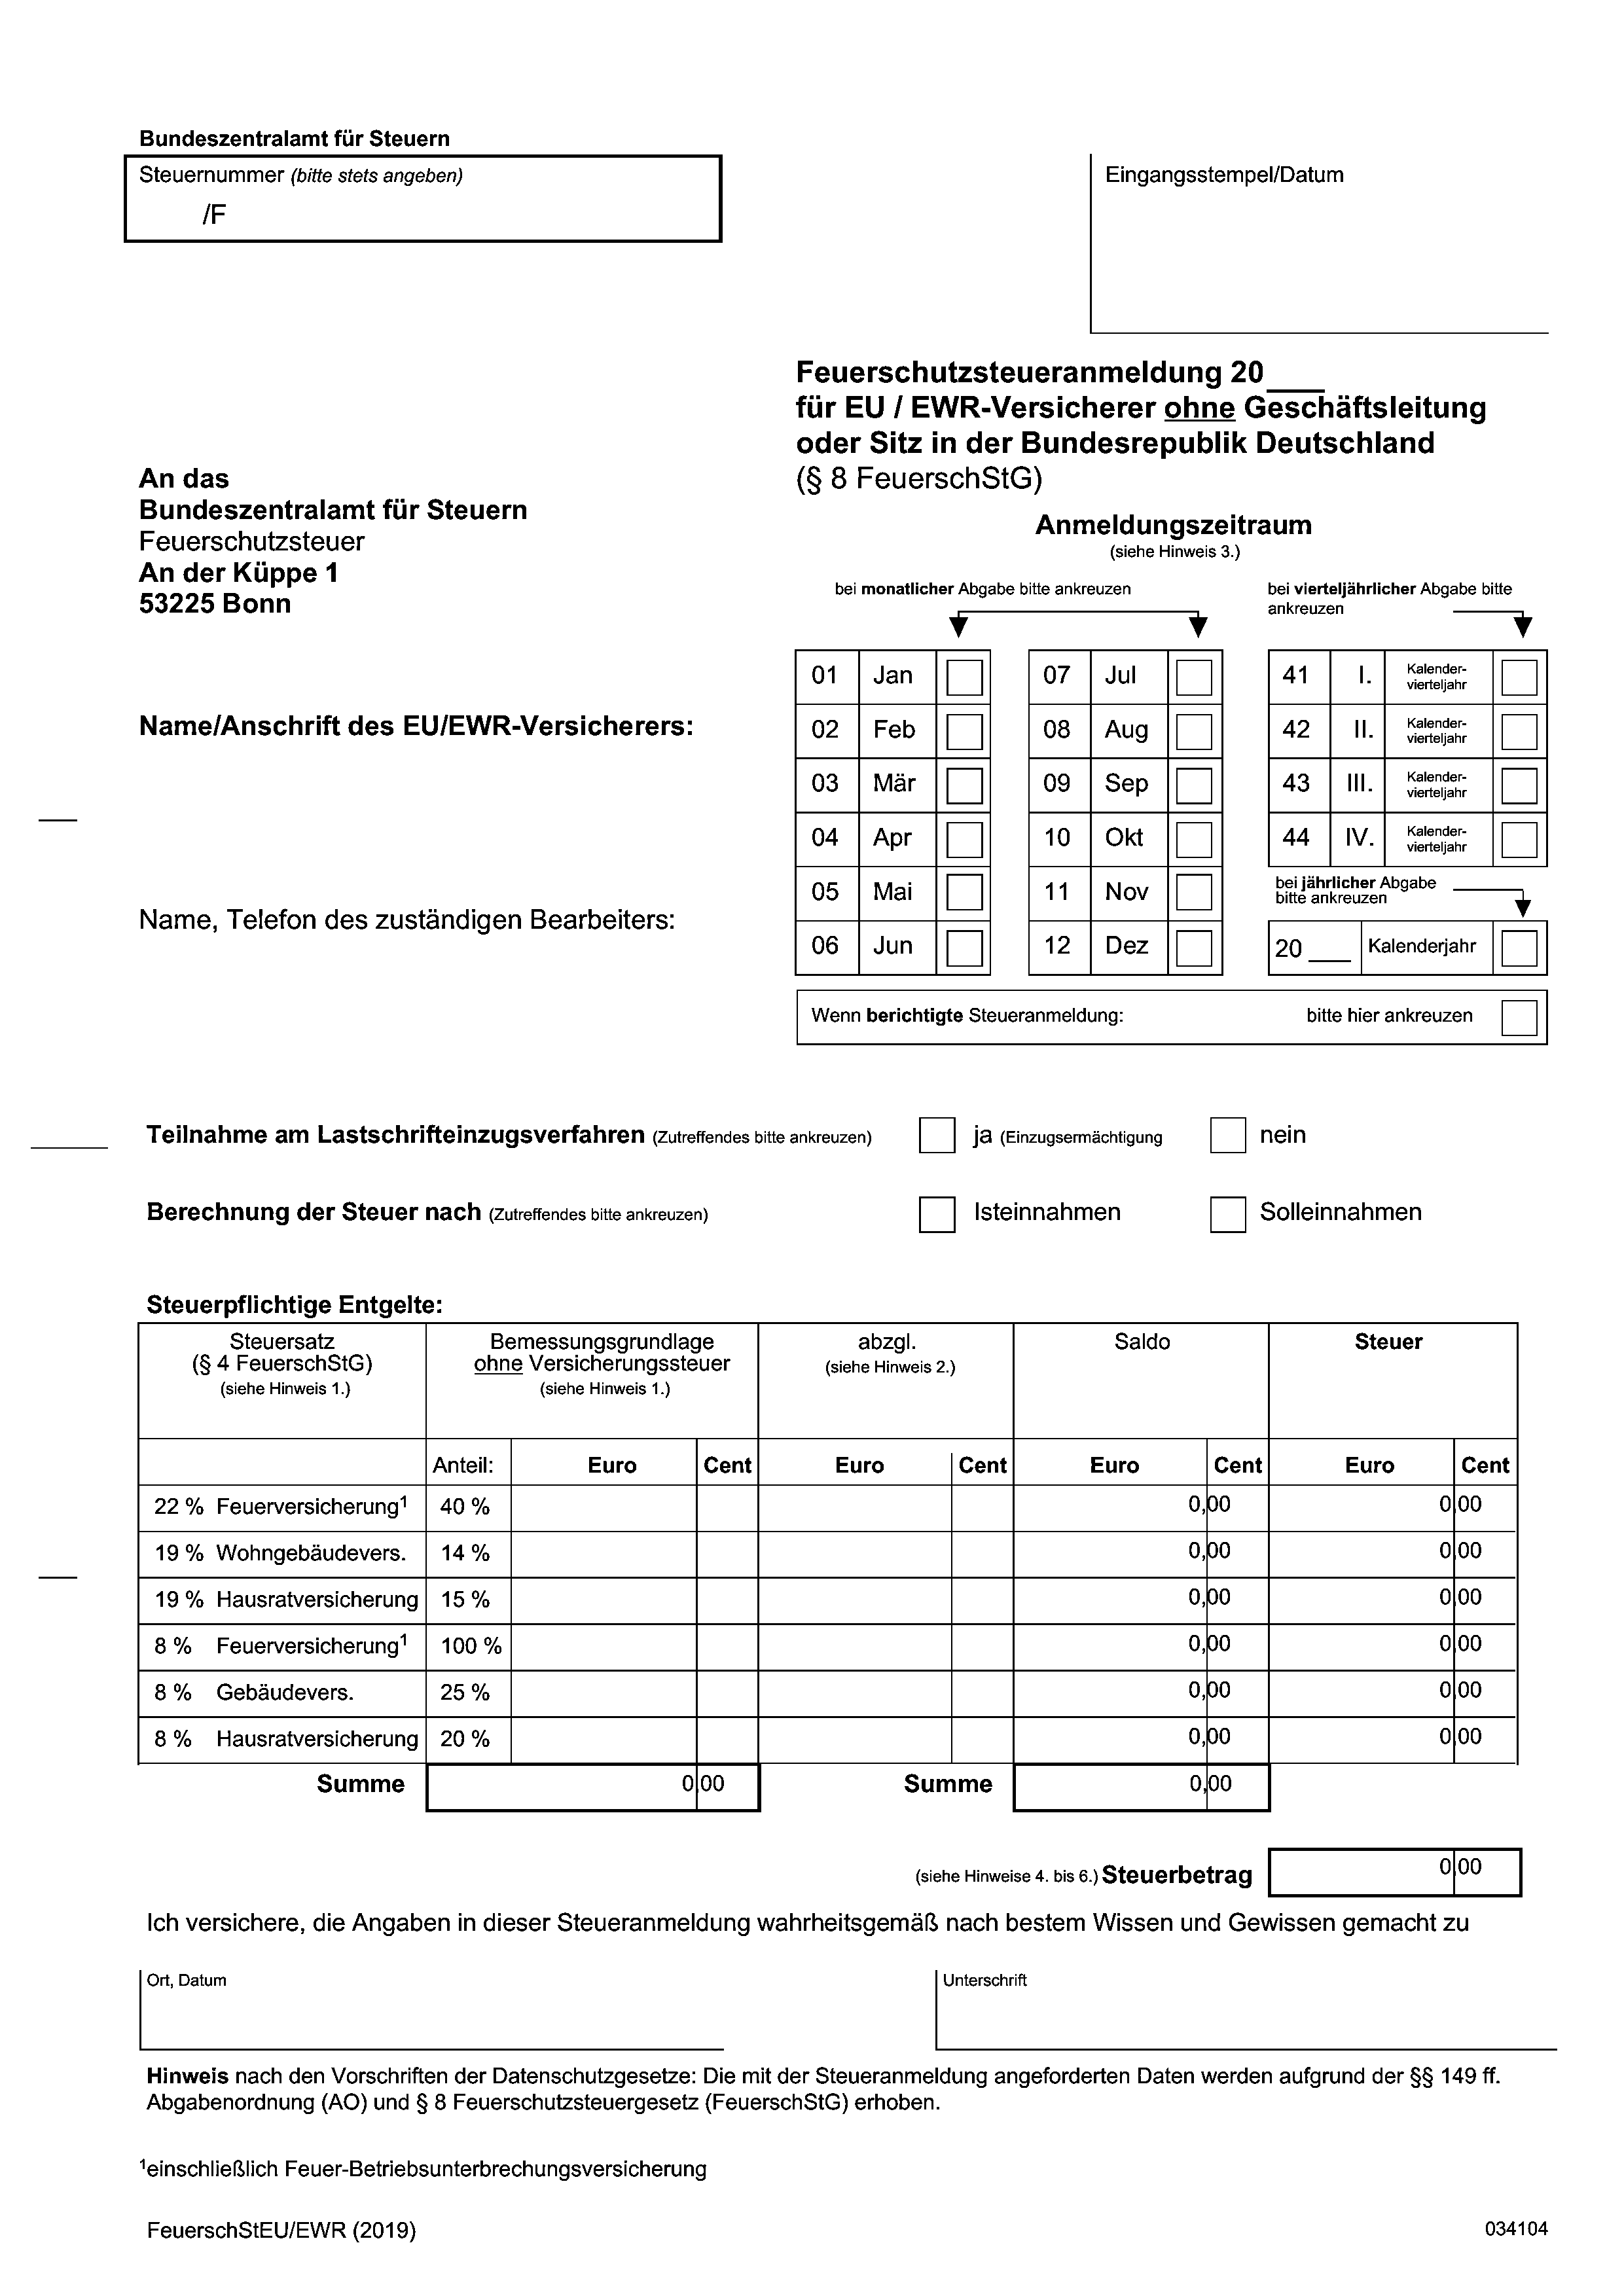 Bundeszentralamt für Steuern
Steuernummer (bitte stets angeben)
/F
Eingangsstempel/Datum
Feuerschutzsteueranmeldung 20___
für EU / EWR-Versicherer ohne Geschäftsleitung
oder Sitz in der Bundesrepublik Deutschland
(§ 8 FeuerschStG)
An das
Bundeszentralamt für Steuern
Feuerschutzsteuer
An der Küppe 1
53225 Bonn
Name/Anschrift des EU/EWR-Versicherers:
Name, Telefon des zuständigen Bearbeiters:
Anmeldungszeitraum
(siehe Hinweis 3.)
bei monatlicher Abgabe bitte ankreuzen
bei vierteljährlicher Abgabe bitte
ankreuzen
01 Jan 07 Jul 41 I. Kalender-
vierteljahr
02 Feb 08 Aug 42 II. Kalender-
vierteljahr
03 Mär 09 Sep 43 III. Kalender-
vierteljahr
04 Apr 10 Okt 44 IV. Kalender-
vierteljahr
05 Mai 11 Nov bei jährlicher Abgabe
bitte ankreuzen
06 Jun 12 Dez 20 ___ Kalenderjahr
Wenn berichtigte Steueranmeldung: bitte hier ankreuzen
Teilnahme am Lastschrifteinzugsverfahren (Zutreffendes bitte ankreuzen) ja (Einzugsermächtigung nein
Berechnung der Steuer nach (Zutreffendes bitte ankreuzen) Isteinnahmen Solleinnahmen
Steuerpflichtige Entgelte:
Steuersatz Bemessungsgrundlage abzgl. Saldo Steuer
(§ 4 FeuerschStG) ohne Versicherungssteuer (siehe Hinweis 2.)
(siehe Hinweis 1.) (siehe Hinweis 1.)
Anteil: Euro Cent Euro Cent Euro Cent Euro Cent
22 % Feuerversicherung¹ 40 % 0,00 0,00
19 % Wohngebäudevers. 14 % 0,00 0,00
19 % Hausratversicherung 15 % 0,00 0,00
8 % Feuerversicherung¹ 100 % 0,00 0,00
8 % Gebäudevers. 25 % 0,00 0,00
8 % Hausratversicherung 20 % 0,00 0,00
Summe 0,00 Summe 0,00
(siehe Hinweise 4. bis 6.) Steuerbetrag 0,00
Ich versichere, die Angaben in dieser Steueranmeldung wahrheitsgemäß nach bestem Wissen und Gewissen gemacht zu
Ort, Datum Unterschrift
Hinweis nach den Vorschriften der Datenschutzgesetze: Die mit der Steueranmeldung angeforderten Daten werden aufgrund der §§ 149 ff.
Abgabenordnung (AO) und § 8 Feuerschutzsteuergesetz (FeuerschStG) erhoben.
¹einschließlich Feuer-Betriebsunterbrechungsversicherung
FeuerschStEU/EWR (2019) 034104